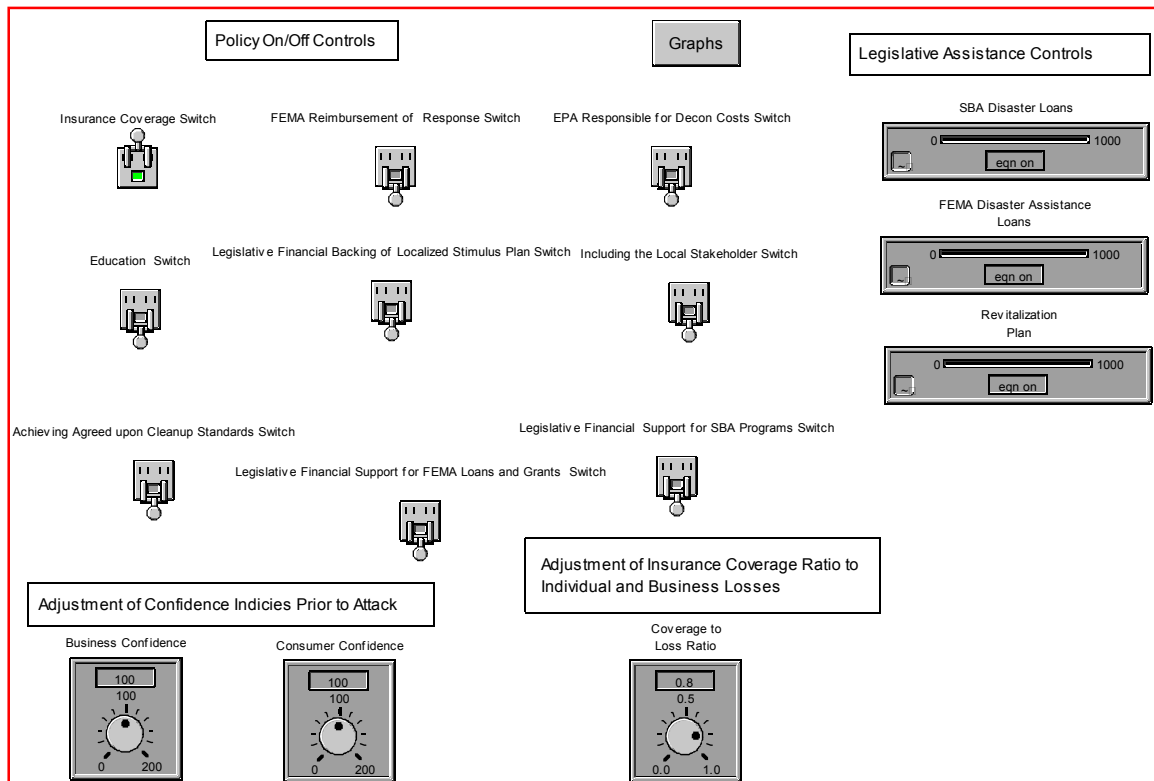 Policy On/Off Controls
Graphs
Legislative Assistance Controls
Insurance Coverage Switch
FEMA Reimbursement of Response Switch
EPA Responsible for Decon Costs Switch
SBA Disaster Loans
0
1000
~
eqn on
Education Switch
Legislative Financial Backing of Localized Stimulus Plan Switch
Including the Local Stakeholder Switch
FEMA Disaster Assistance
Loans
0
1000
~
eqn on
Revitalization
Plan
0
1000
~
eqn on
Achieving Agreed upon Cleanup Standards Switch
Legislative Financial Support for FEMA Loans and Grants Switch
Legislative Financial Support for SBA Programs Switch
Adjustment of Confidence Indicies Prior to Attack
Adjustment of Insurance Coverage Ratio to
Individual and Business Losses
Business Confidence
100
100
0
200
Consumer Confidence
100
100
0
200
Coverage to
Loss Ratio
0.8
0.5
0.0
1.0